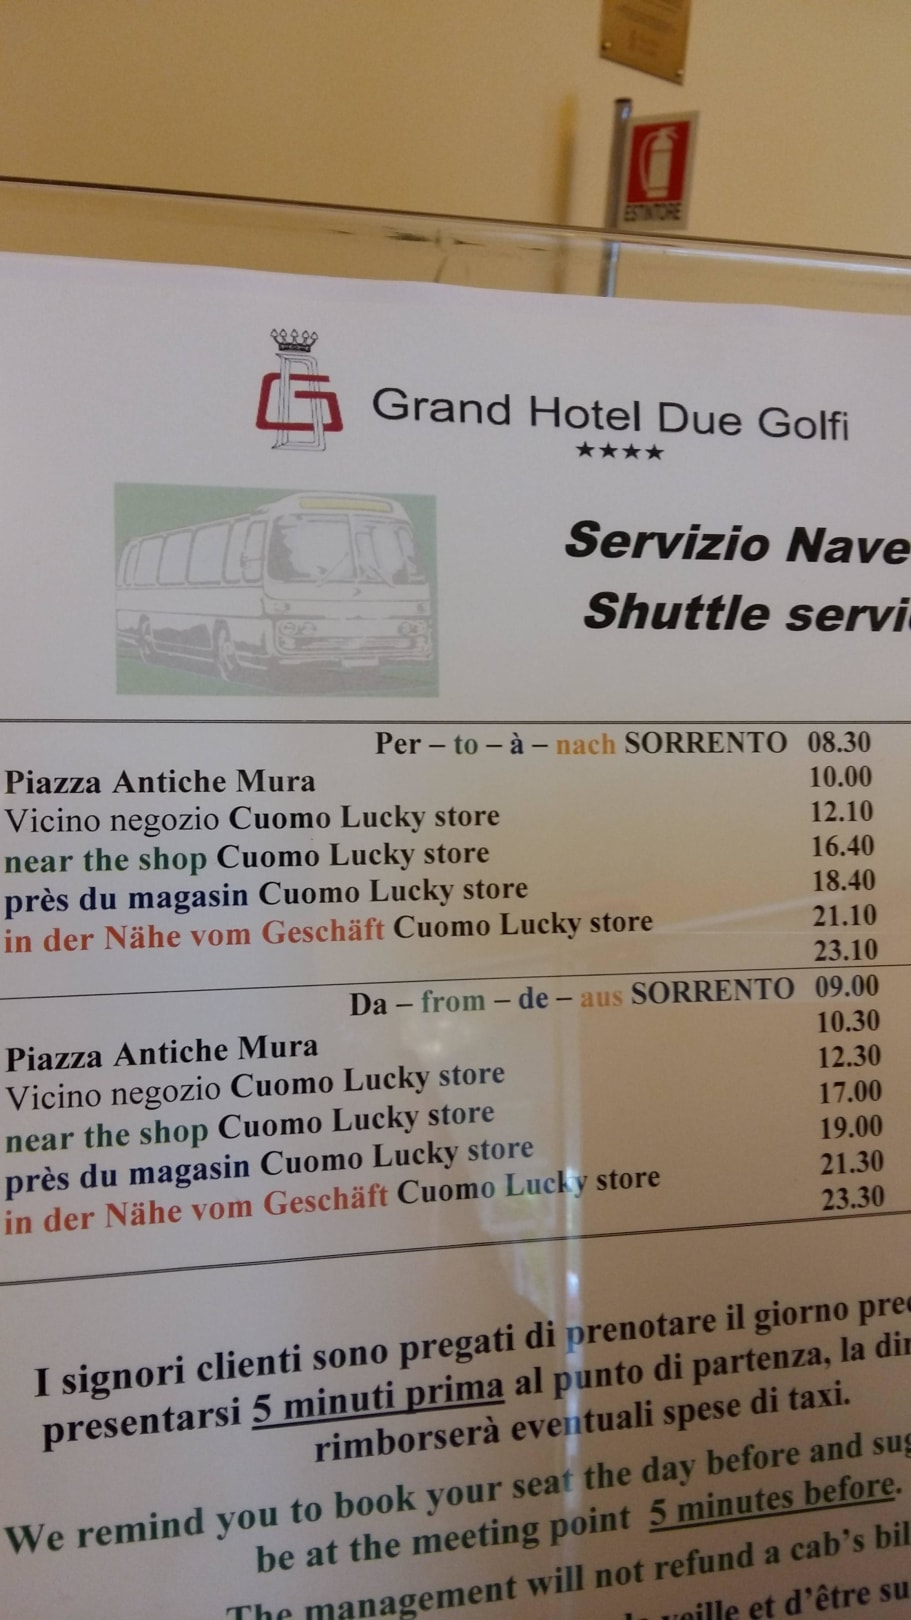 ESTINTORE
Grand Hotel Due Golfi
★★★★
Servizio Nave
Shuttle servi
Per – to – à – nach SORRENTO 08.30
Piazza Antiche Mura 10.00
Vicino negozio Cuomo Lucky store 12.10
near the shop Cuomo Lucky store 16.40
près du magasin Cuomo Lucky store 18.40
in der Nähe vom Geschäft Cuomo Lucky store 21.10
23.10
Da – from – de – aus SORRENTO 09.00
10.30
Piazza Antiche Mura 12.30
Vicino negozio Cuomo Lucky store 17.00
near the shop Cuomo Lucky store 19.00
près du magasin Cuomo Lucky store 21.30
in der Nähe vom Geschäft Cuomo Lucky store 23.30
I signori clienti sono pregati di prenotare il giorno pre
presentarsi 5 minuti prima al punto di partenza, la dir
rimborserà eventuali spese di taxi.
We remind you to book your seat the day before and sug
be at the meeting point 5 minutes before.
The management will not refund a cab's bil
veille et d'être su